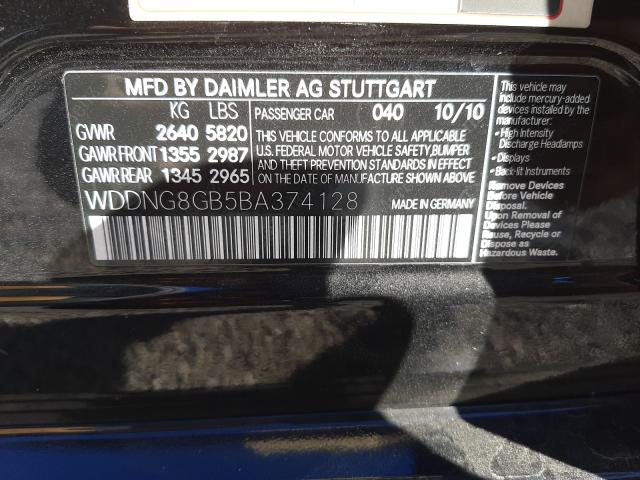 MFD BY DAIMLER AG STUTTGART
KG LBS
GVWR 2640 5820
GAWR FRONT 1355 2987
GAWR REAR 1345 2965
PASSENGER CAR 040 10/10
THIS VEHICLE CONFORMS TO ALL APPLICABLE
U.S. FEDERAL MOTOR VEHICLE SAFETY, BUMPER
AND THEFT PREVENTION STANDARDS IN EFFECT
ON THE DATE OF MANUFACTURE SHOWN ABOVE.
WDDNG8GB5BA374128
MADE IN GERMANY
This vehicle may
include mercury-added
devices installed by the
manufacturer:
- High Intensity
Discharge Headlamps
- Displays
- Back-lit Instruments
Remove Devices
Before Vehicle
Disposal.
Upon Removal of
Devices Please
Reuse, Recycle or
Dispose as
Hazardous Waste.